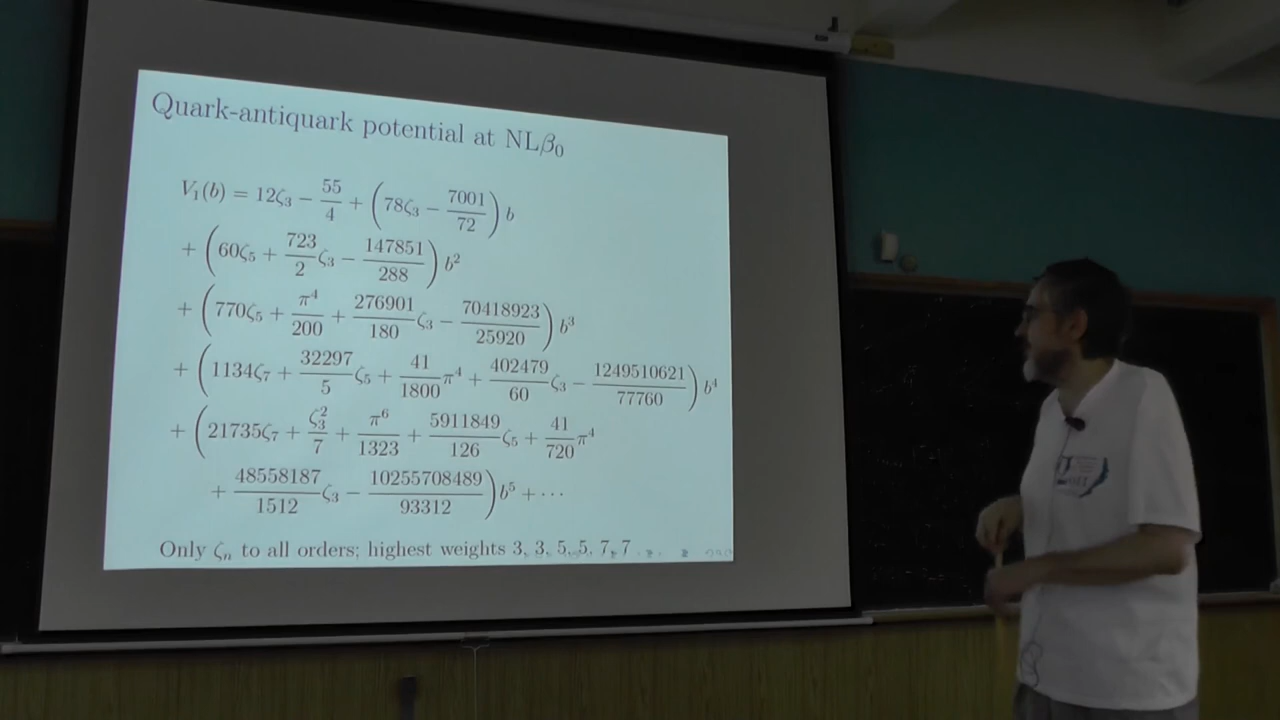 Quark-antiquark potential at NLβ₀
V₁(b) = 12ζ₃ − 55/4 + (78ζ₃ − 7001/72) b
+ (60ζ₅ + 723/2 ζ₃ − 147851/288) b²
+ (770ζ₅ + π⁴/200 + 276901/180 ζ₃ − 70418923/25920) b³
+ (1134ζ₇ + 32297/5 ζ₅ + 41/1800 π⁴ + 402479/60 ζ₃ − 1249510621/77760) b⁴
+ (21735ζ₇ + ζ₃²/7 + π⁶/1323 + 5911849/126 ζ₅ + 41/720 π⁴
+ 48558187/1512 ζ₃ − 10255708489/93312) b⁵ + ⋯
Only ζₙ to all orders; highest weights 3, 3, 5, 5, 7, 7